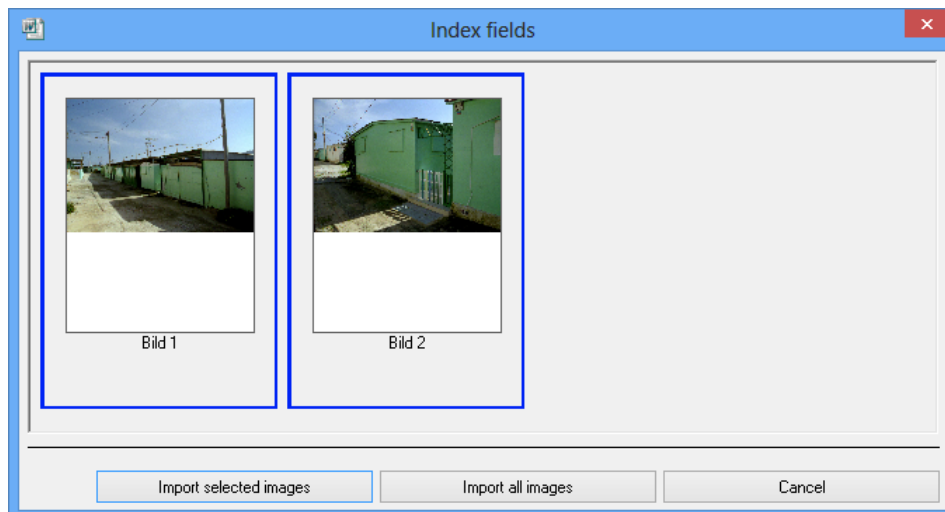 Index fields
Bild 1
Bild 2
Import selected images
Import all images
Cancel